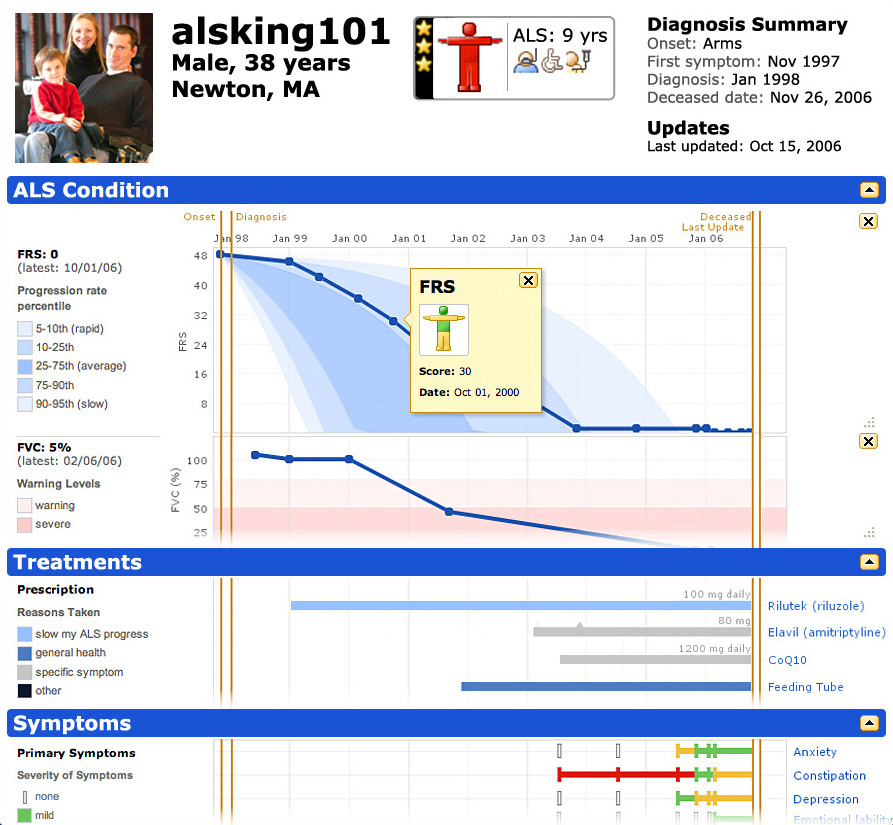 alsking101
Male, 38 years
Newton, MA
ALS: 9 yrs
Diagnosis Summary
Onset: Arms
First symptom: Nov 1997
Diagnosis: Jan 1998
Deceased date: Nov 26, 2006
Updates
Last updated: Oct 15, 2006
ALS Condition
Onset Diagnosis Deceased
Last Update
Jan 98 Jan 99 Jan 00 Jan 01 Jan 02 Jan 03 Jan 04 Jan 05 Jan 06
FRS: 0
(latest: 10/01/06)
Progression rate
percentile
5-10th (rapid)
10-25th
25-75th (average)
75-90th
90-95th (slow)
FRS
48
40
32
24
16
8
FRS
Score: 30
Date: Oct 01, 2000
FVC: 5%
(latest: 02/06/06)
Warning Levels
warning
severe
FVC (%)
100
75
50
25
Treatments
Prescription
Reasons Taken
slow my ALS progress
general health
specific symptom
other
100 mg daily
Rilutek (riluzole)
80 mg
Elavil (amitriptyline)
1200 mg daily
CoQ10
Feeding Tube
Symptoms
Primary Symptoms
Severity of Symptoms
none
mild
Anxiety
Constipation
Depression
Emotional lability